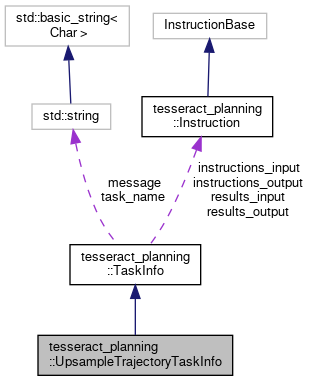 std::basic_string<
Char >
InstructionBase
std::string
tesseract_planning
::Instruction
message
task_name
instructions_input
instructions_output
results_input
results_output
tesseract_planning
::TaskInfo
tesseract_planning
::UpsampleTrajectoryTaskInfo